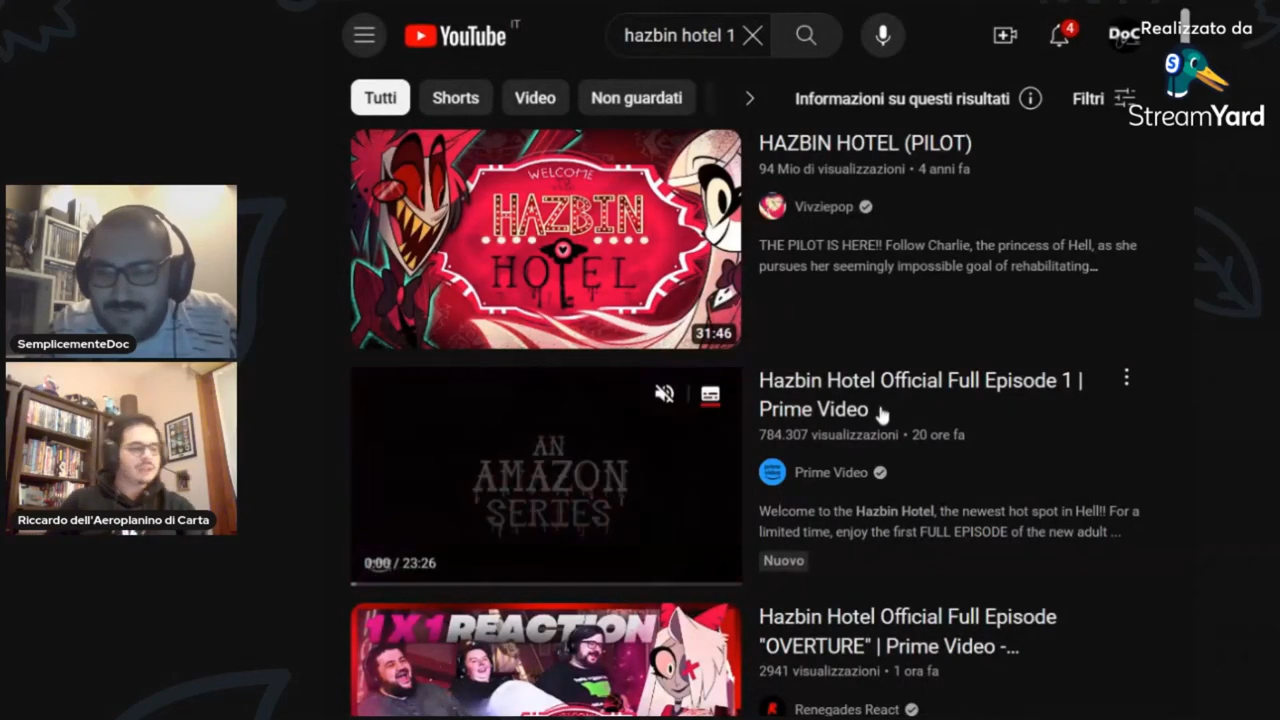 YouTube IT
hazbin hotel 1
4
DoC
Realizzato da
StreamYard
Tutti
Shorts
Video
Non guardati
Informazioni su questi risultati
Filtri
WELCOME
HAZBIN
HOTEL
31:46
HAZBIN HOTEL (PILOT)
94 Mio di visualizzazioni • 4 anni fa
Vivziepop
THE PILOT IS HERE!! Follow Charlie, the princess of Hell, as she
pursues her seemingly impossible goal of rehabilitating...
SemplicementeDoc
Riccardo dell'Aeroplanino di Carta
AN
AMAZON
SERIES
0:00 / 23:26
Hazbin Hotel Official Full Episode 1 |
Prime Video
784.307 visualizzazioni • 20 ore fa
prime video
Prime Video
Welcome to the Hazbin Hotel, the newest hot spot in Hell!! For a
limited time, enjoy the first FULL EPISODE of the new adult ...
Nuovo
1X1 REACTION
Hazbin Hotel Official Full Episode
"OVERTURE" | Prime Video -...
2941 visualizzazioni • 1 ora fa
Renegades React